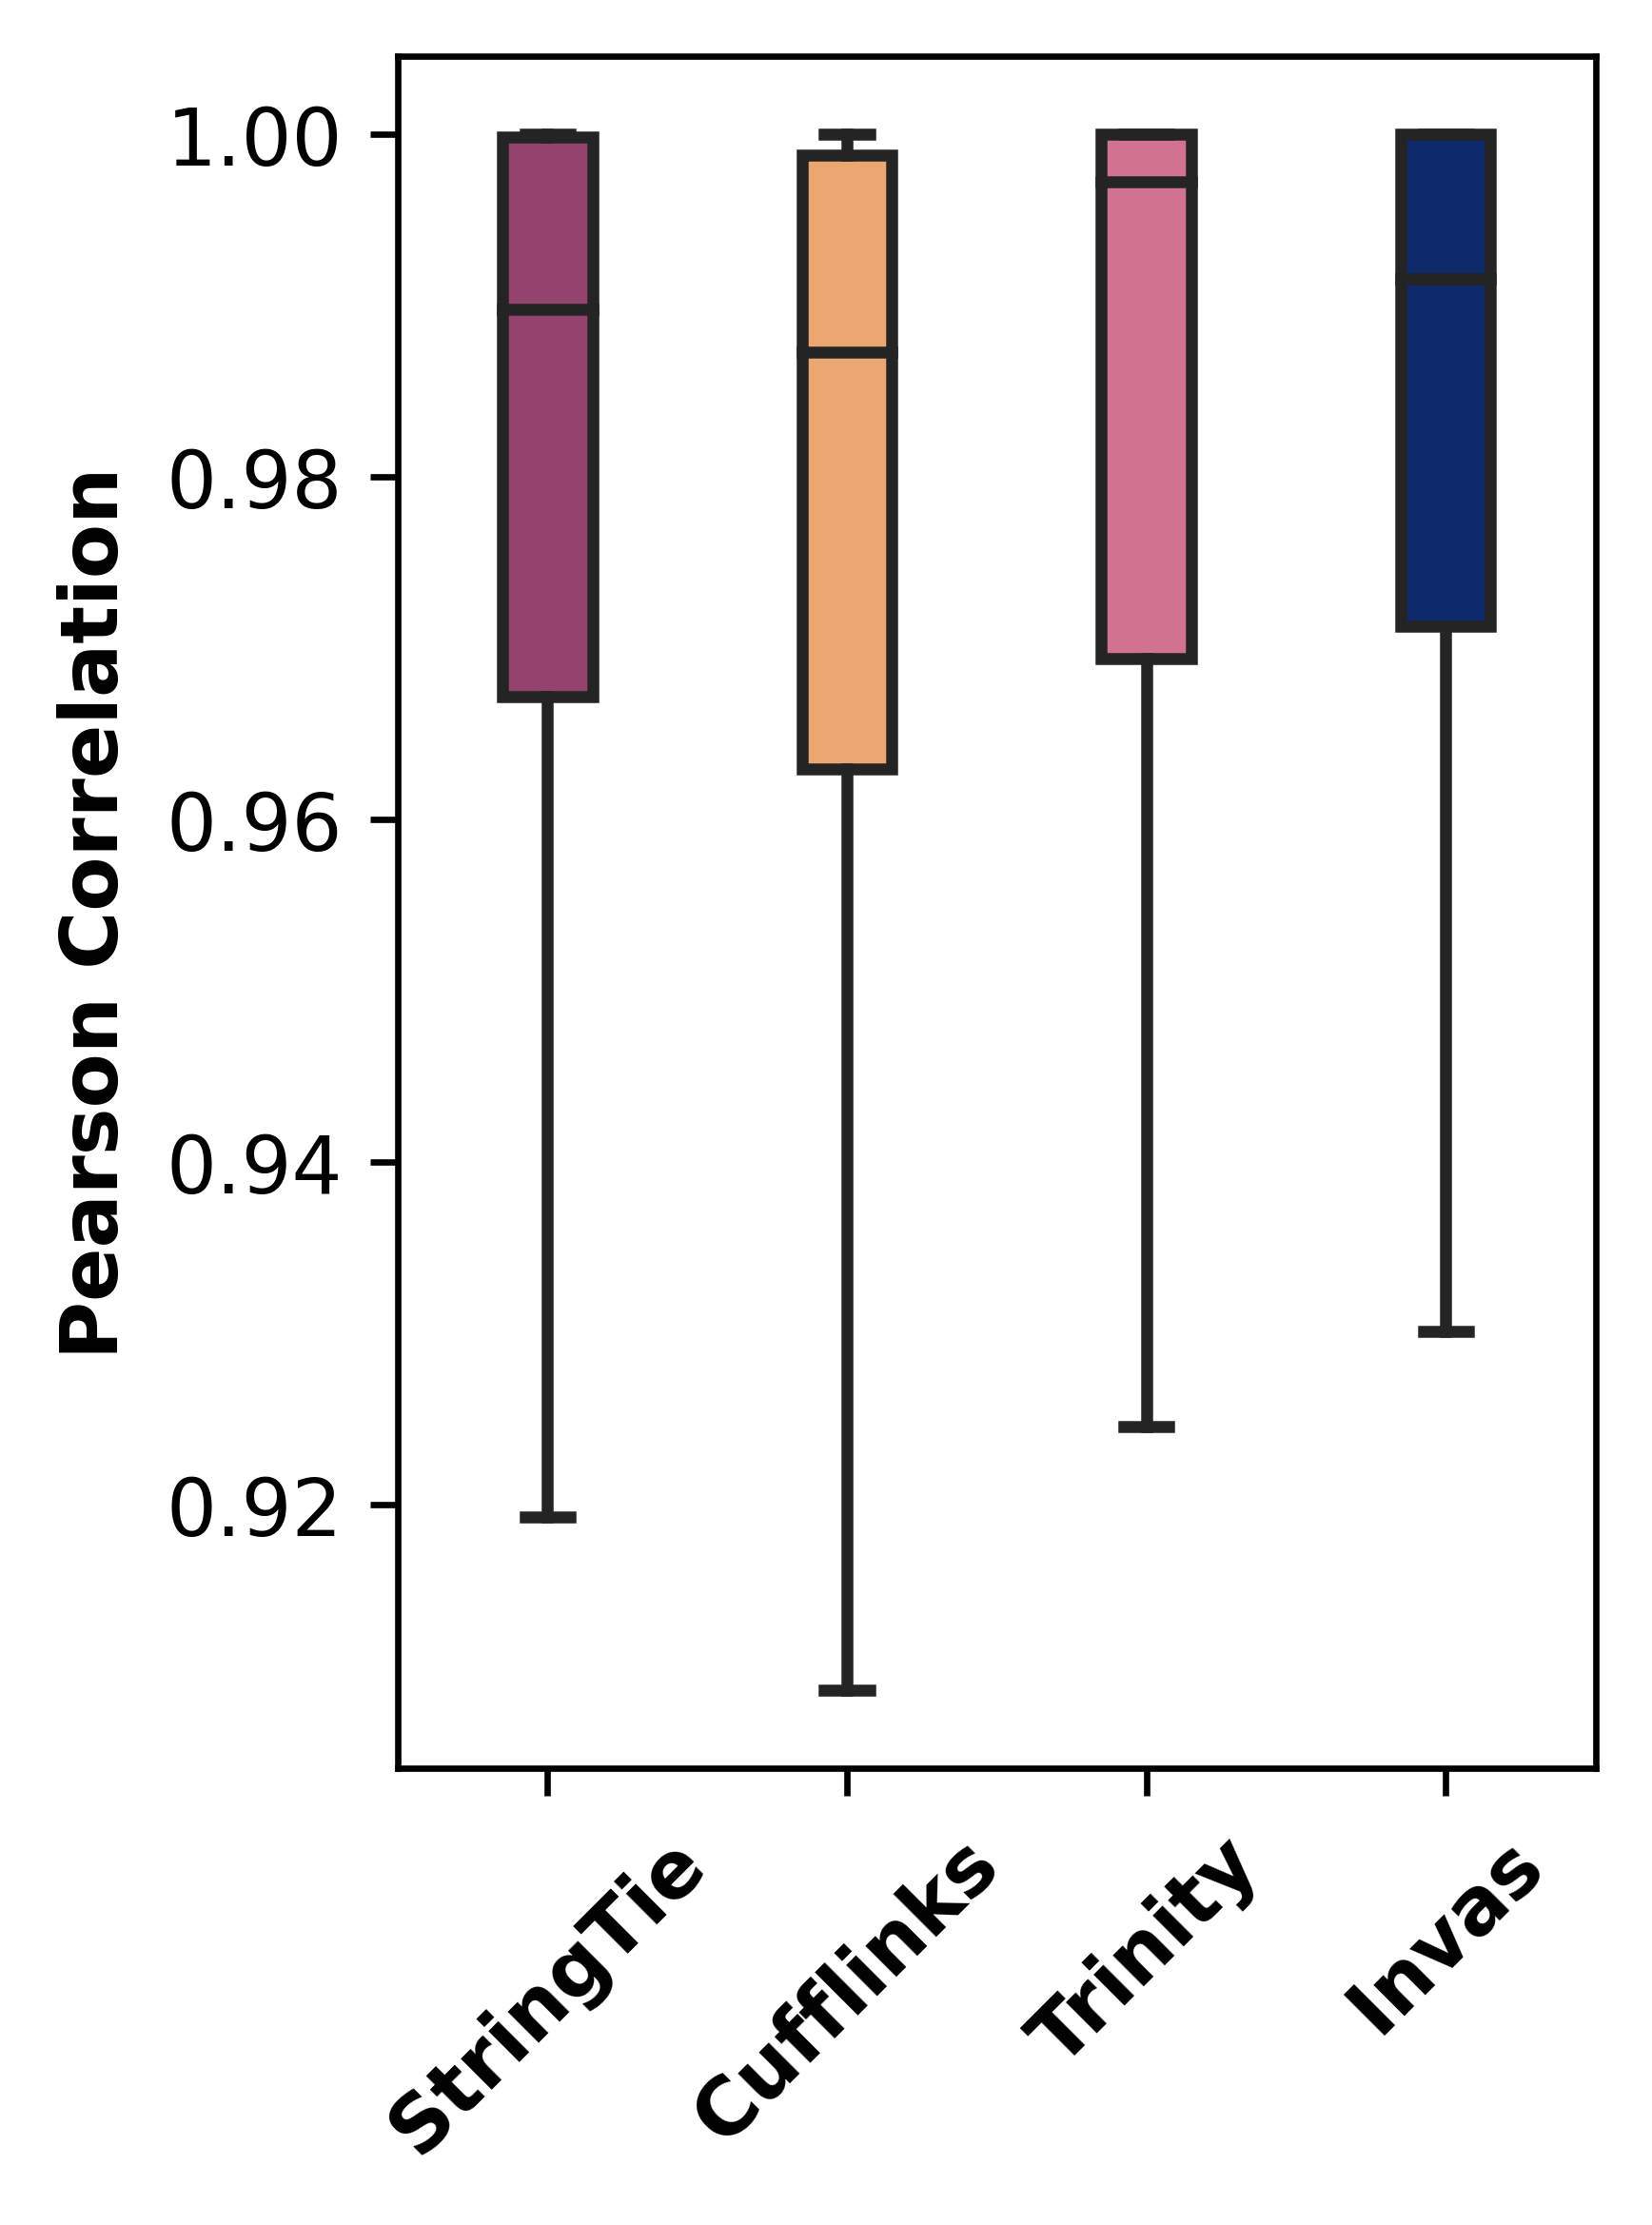 Pearson Correlation
1.00
0.98
0.96
0.94
0.92
StringTie
Cufflinks
Trinity
Invas